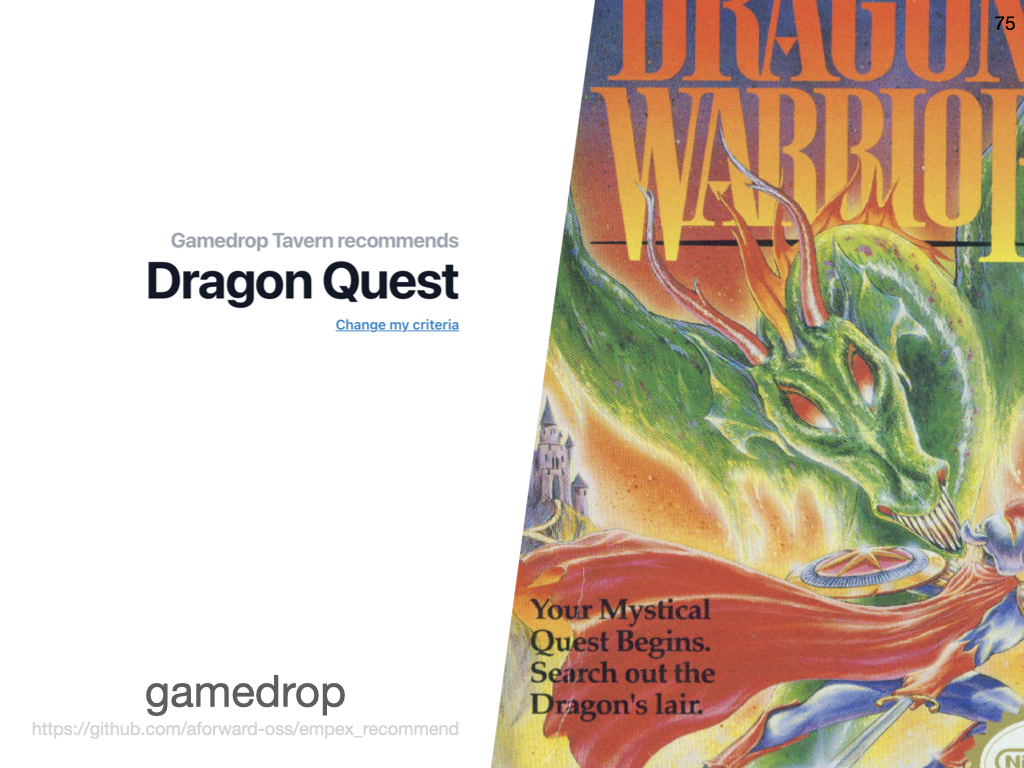 75
Gamedrop Tavern recommends
Dragon Quest
Change my criteria
gamedrop
https://github.com/aforward-oss/empex_recommend
DRAGON
WARRIOR
Your Mystical
Quest Begins.
Search out the
Dragon's lair.